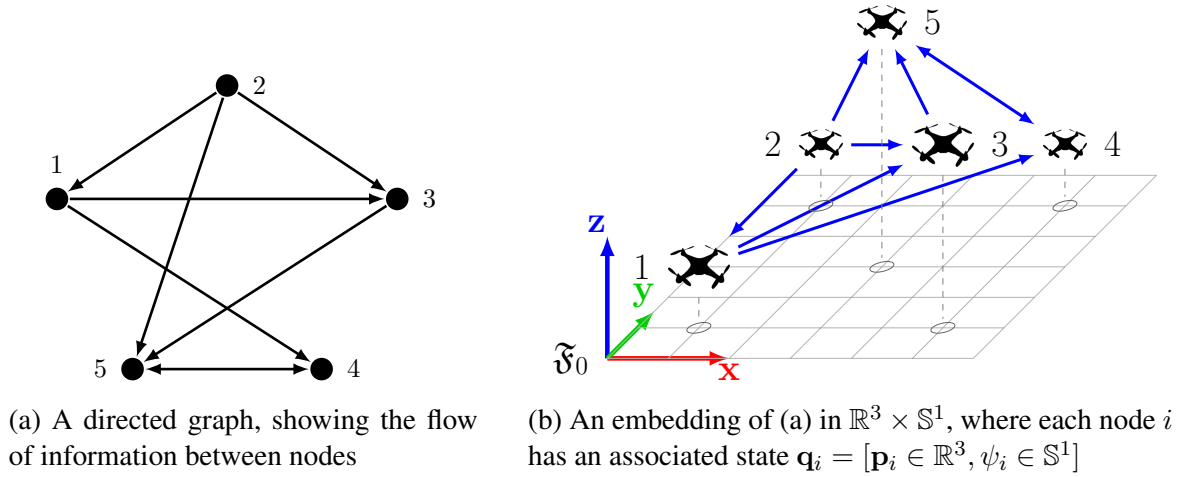 2
1
3
5
4
5
2
3
4
1
z
y
x
𝔉₀
(a) A directed graph, showing the flow
of information between nodes
(b) An embedding of (a) in ℝ³ × 𝕊¹, where each node i
has an associated state 𝐪ᵢ = [𝐩ᵢ ∈ ℝ³, ψᵢ ∈ 𝕊¹]